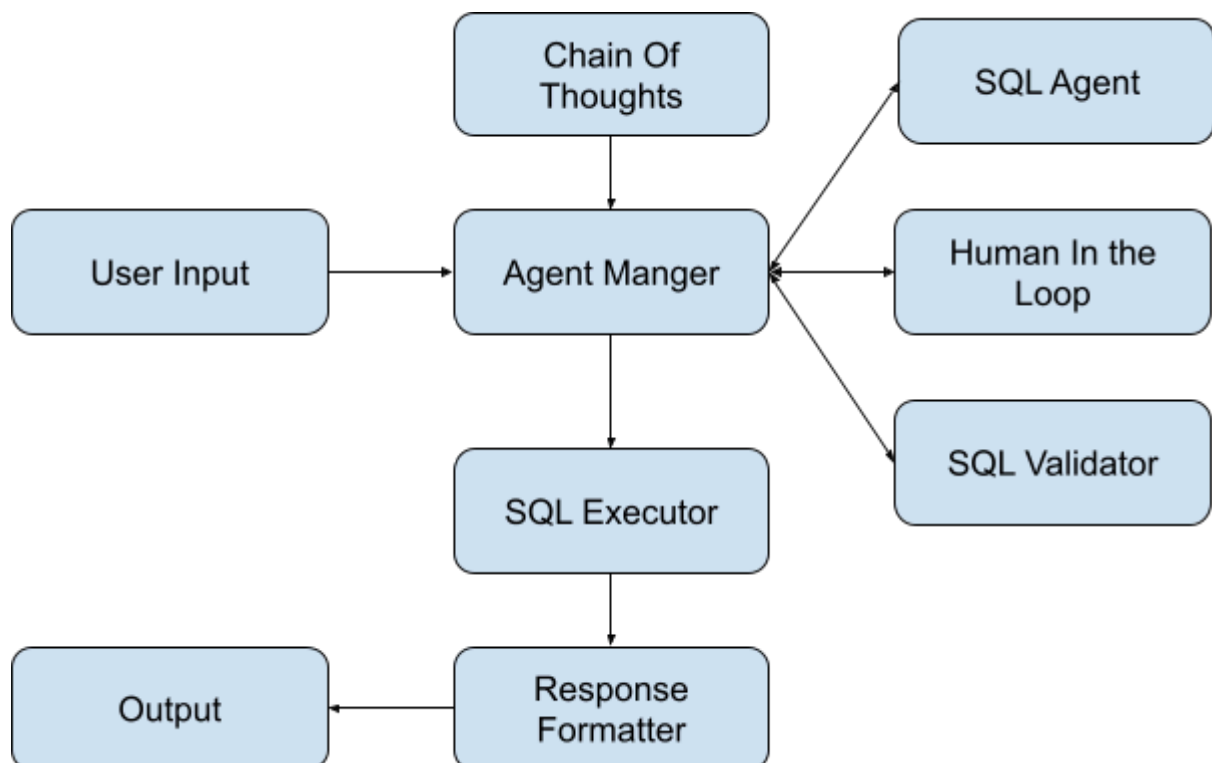 Chain Of
Thoughts
SQL Agent
User Input
Agent Manger
Human In the
Loop
SQL Executor
SQL Validator
Output
Response
Formatter